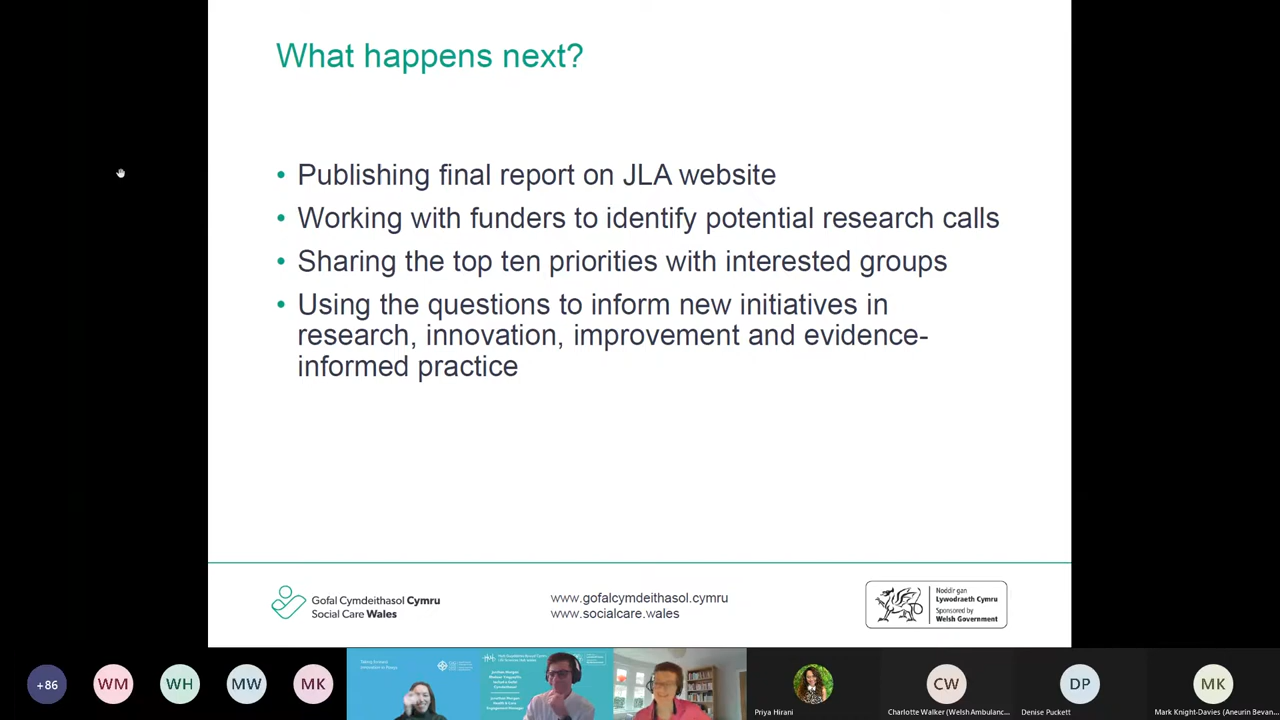 What happens next?
• Publishing final report on JLA website
• Working with funders to identify potential research calls
• Sharing the top ten priorities with interested groups
• Using the questions to inform new initiatives in
research, innovation, improvement and evidence-
informed practice
Gofal Cymdeithasol Cymru
Social Care Wales
www.gofalcymdeithasol.cymru
www.socialcare.wales
Noddir gan
Lywodraeth Cymru
Sponsored by
Welsh Government
+86
WM
WH
MW
MK
Priya Hirani
CW
Charlotte Walker (Welsh Ambulanc...
DP
Denise Puckett
MK
Mark Knight-Davies (Aneurin Bevan...